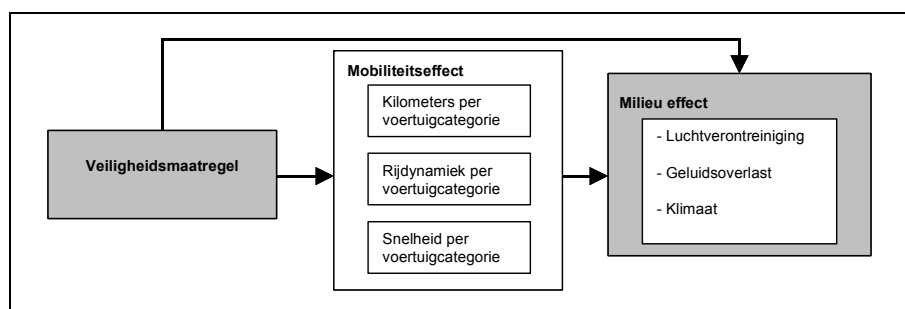 Veiligheidsmaatregel
Mobiliteitseffect
Kilometers per
voertuigcategorie
Rijdynamiek per
voertuigcategorie
Snelheid per
voertuigcategorie
Milieu effect
- Luchtverontreiniging
- Geluidsoverlast
- Klimaat